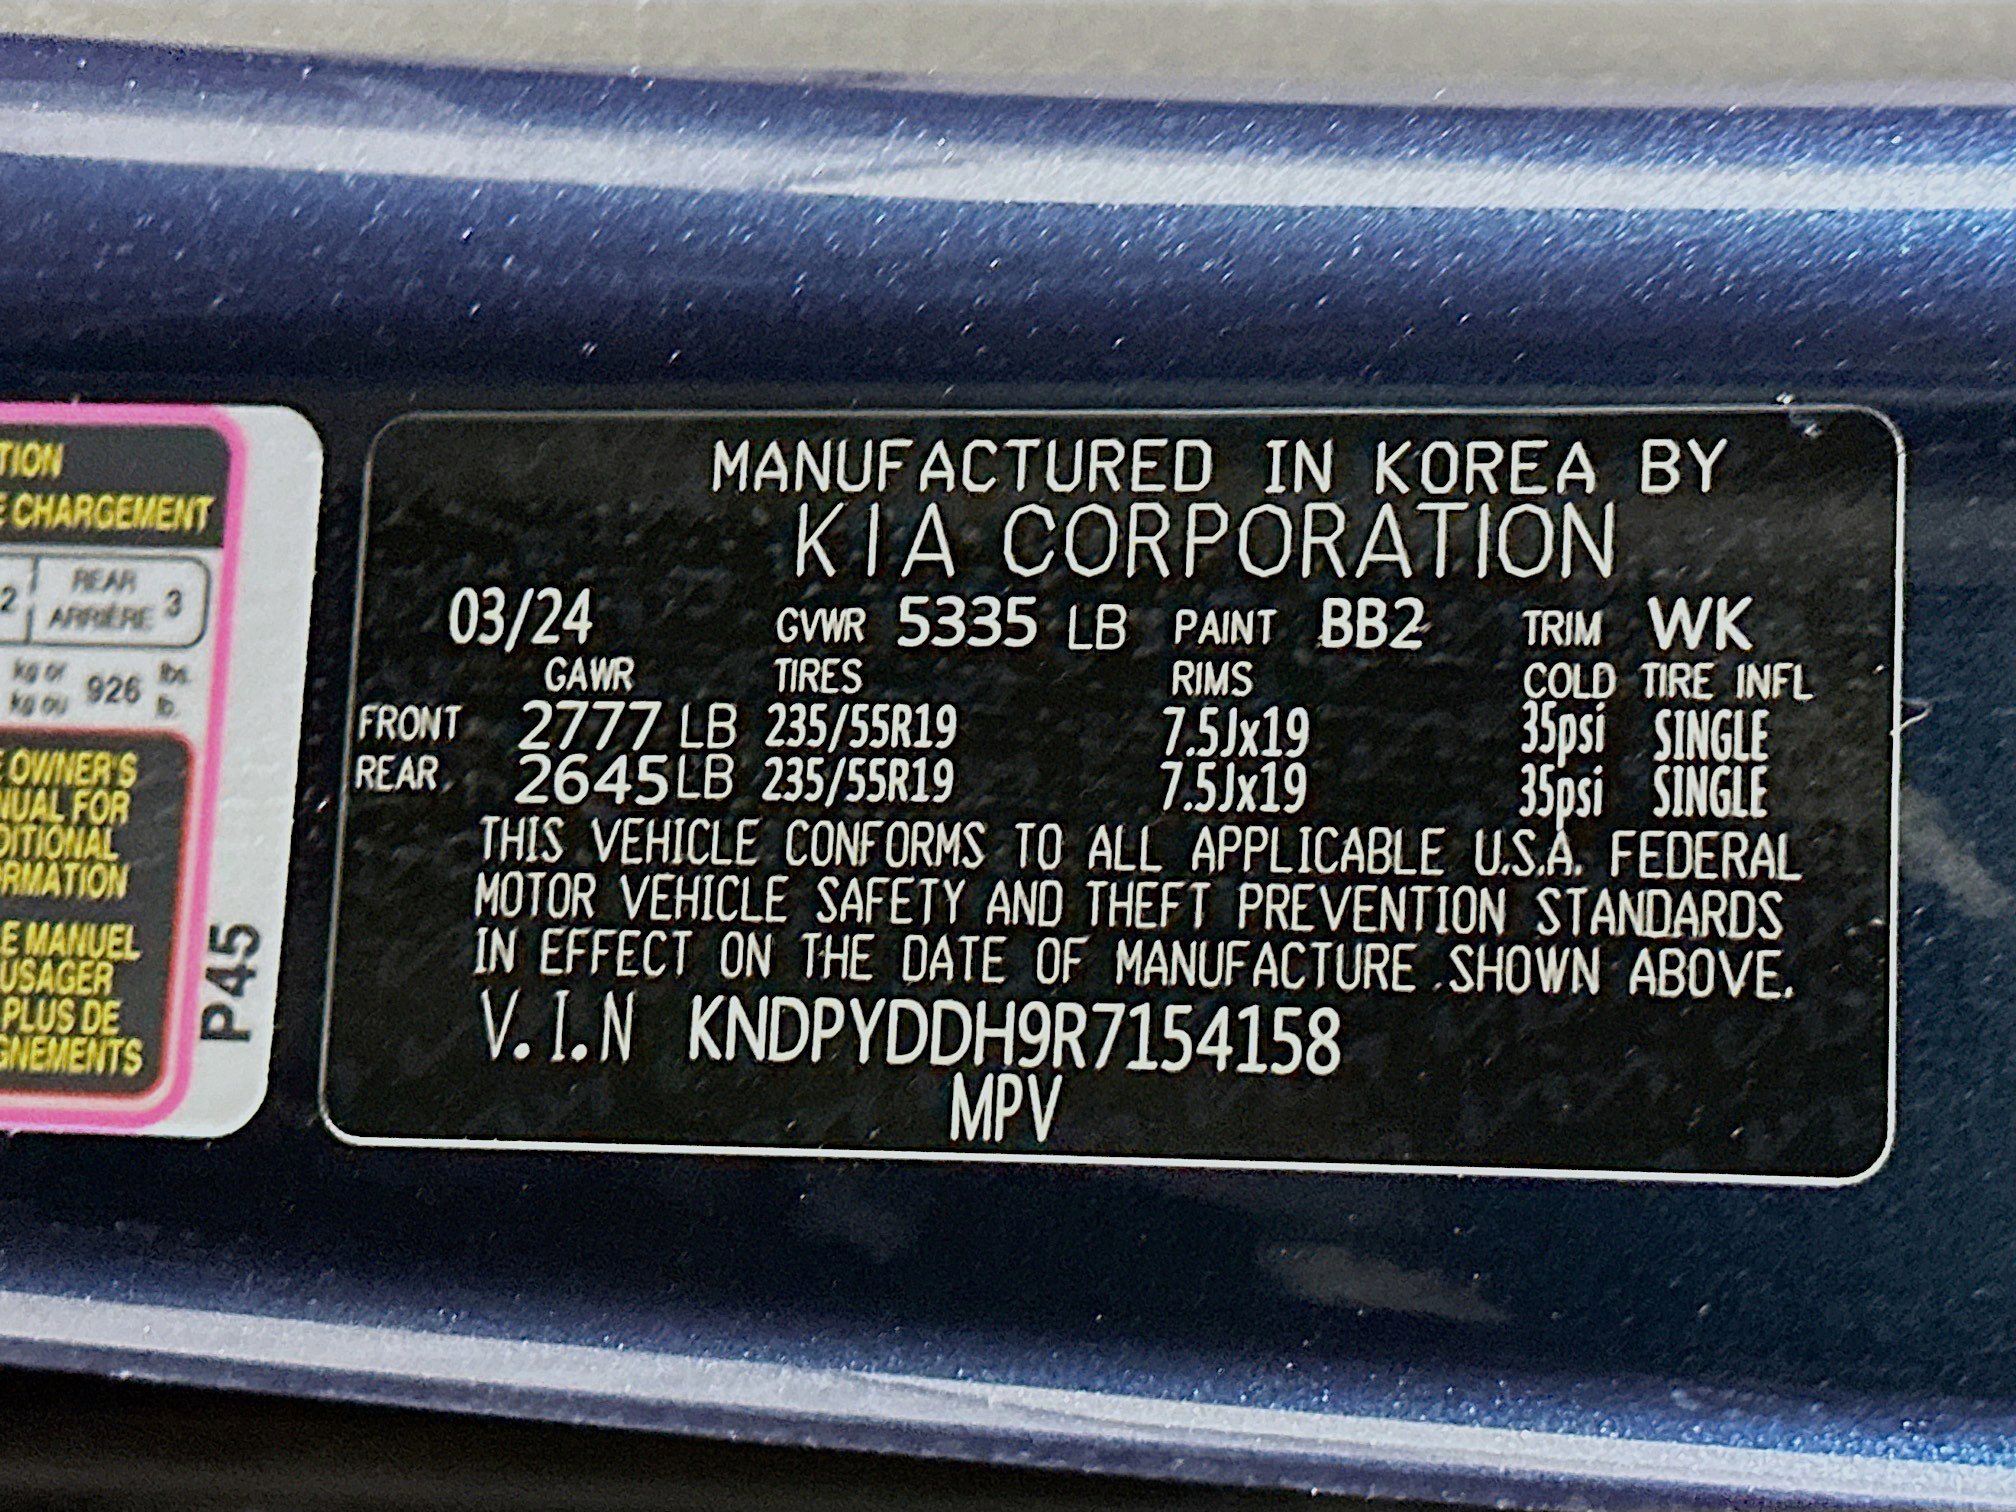 TION
E CHARGEMENT
2 REAR
ARRIÈRE 3
kg or lbs.
kg ou 926 lb.
E OWNER'S
NUAL FOR
DITIONAL
RMATION
E MANUEL
USAGER
PLUS DE
GNEMENTS
P45
MANUFACTURED IN KOREA BY
KIA CORPORATION
03/24 GVWR 5335 LB PAINT BB2 TRIM WK
GAWR TIRES RIMS COLD TIRE INFL
FRONT 2777 LB 235/55R19 7.5Jx19 35psi SINGLE
REAR 2645 LB 235/55R19 7.5Jx19 35psi SINGLE
THIS VEHICLE CONFORMS TO ALL APPLICABLE U.S.A. FEDERAL
MOTOR VEHICLE SAFETY AND THEFT PREVENTION STANDARDS
IN EFFECT ON THE DATE OF MANUFACTURE SHOWN ABOVE.
V.I.N KNDPYDDH9R7154158
MPV